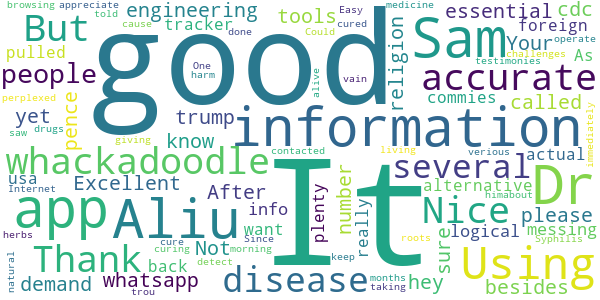 browsing appreciate told engineering tools essential cdc
Easy cured medicine
But good Sam foreign
tracker cause done Could operate
pulled vain Your As
people One harm alive religion accurate challenges testimonies
pence trump commies called
perplexed yet drugs saw know information
giving living immediately
whackadoodle several actual
usa Excellent After number alternative Dr
Internet info plenty really Nice please
app Aliu It want logical verious himabout
contacted sure messing
herbs Thank Not back cure curing Since morning hey roots Syphilis
natural demand whatsapp disease detect keep months Using
trou taking besides